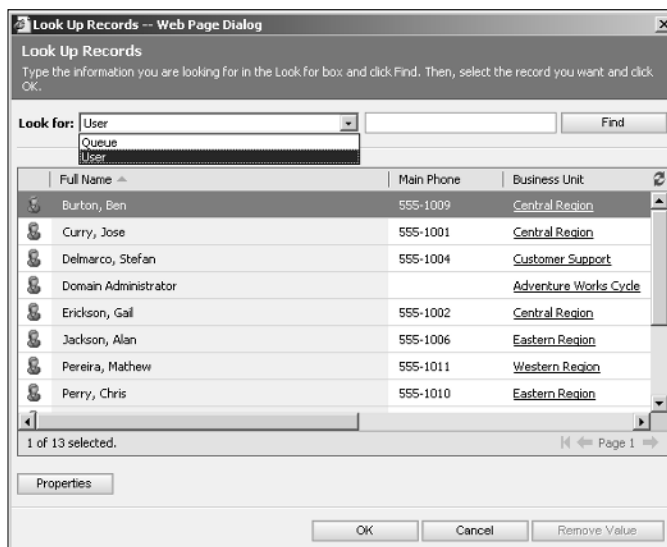 Look Up Records -- Web Page Dialog
Look Up Records
Type the information you are looking for in the Look for box and click Find. Then, select the record you want and click
OK.
Look for: User Find
Queue
User
Full Name Main Phone Business Unit
Burton, Ben 555-1009 Central Region
Curry, Jose 555-1001 Central Region
Delmarco, Stefan 555-1004 Customer Support
Domain Administrator Adventure Works Cycle
Erickson, Gail 555-1002 Central Region
Jackson, Alan 555-1006 Eastern Region
Pereira, Mathew 555-1011 Western Region
Perry, Chris 555-1010 Eastern Region
1 of 13 selected. Page 1
Properties
OK Cancel Remove Value